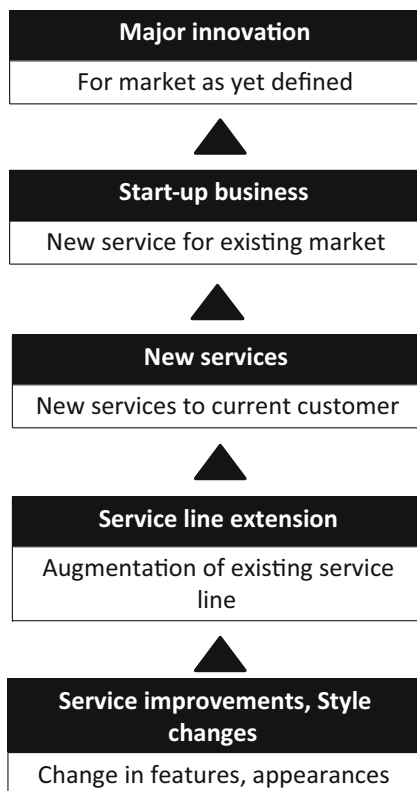 Major innovation
For market as yet defined
Start-up business
New service for existing market
New services
New services to current customer
Service line extension
Augmentation of existing service
line
Service improvements, Style
changes
Change in features, appearances